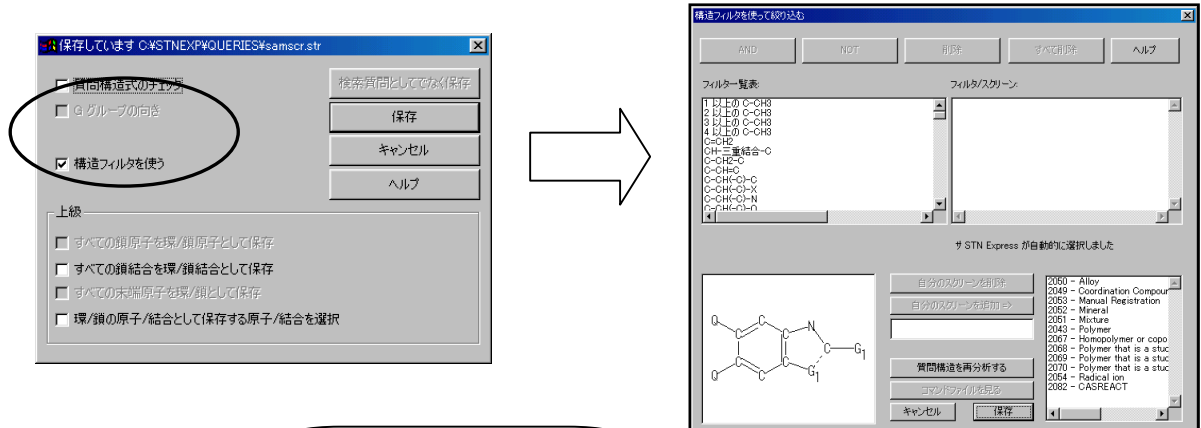 保存しています C:¥STNEXP¥QUERIES¥samscr.str
質問構造式のチェック
検索質問としてでなく保存
G グループの向き
保存
キャンセル
構造フィルタを使う
ヘルプ
上級
すべての鎖原子を環/鎖原子として保存
すべての鎖結合を環/鎖結合として保存
すべての末端原子を環/鎖として保存
環/鎖の原子/結合として保存する原子/結合を選択
構造フィルタを使って絞り込む
AND NOT 削除 すべて削除 ヘルプ
フィルター覧表: フィルタ/スクリーン:
1 以上の C-CH3
2 以上の C-CH3
3 以上の C-CH3
4 以上の C-CH3
C=CH2
CH-三重結合-C
C-CH2-C
C-CH=C
C-CH(-C)-C
C-CH(-C)-X
C-CH(-C)-N
C-CH(-C)-O
サ STN Express が自動的に選択しました
自分のスクリーンを削除
自分のスクリーンを追加 =>
質問構造を再分析する
コマンドファイルを見る
キャンセル 保存
2050 - Alloy
2049 - Coordination Compour
2053 - Manual Registration
2052 - Mineral
2051 - Mixture
2043 - Polymer
2067 - Homopolymer or copo
2068 - Polymer that is a stuc
2069 - Polymer that is a stuc
2070 - Polymer that is a stuc
2054 - Radical ion
2082 - CASREACT
Q C C N
C C C G1
Q C C G1